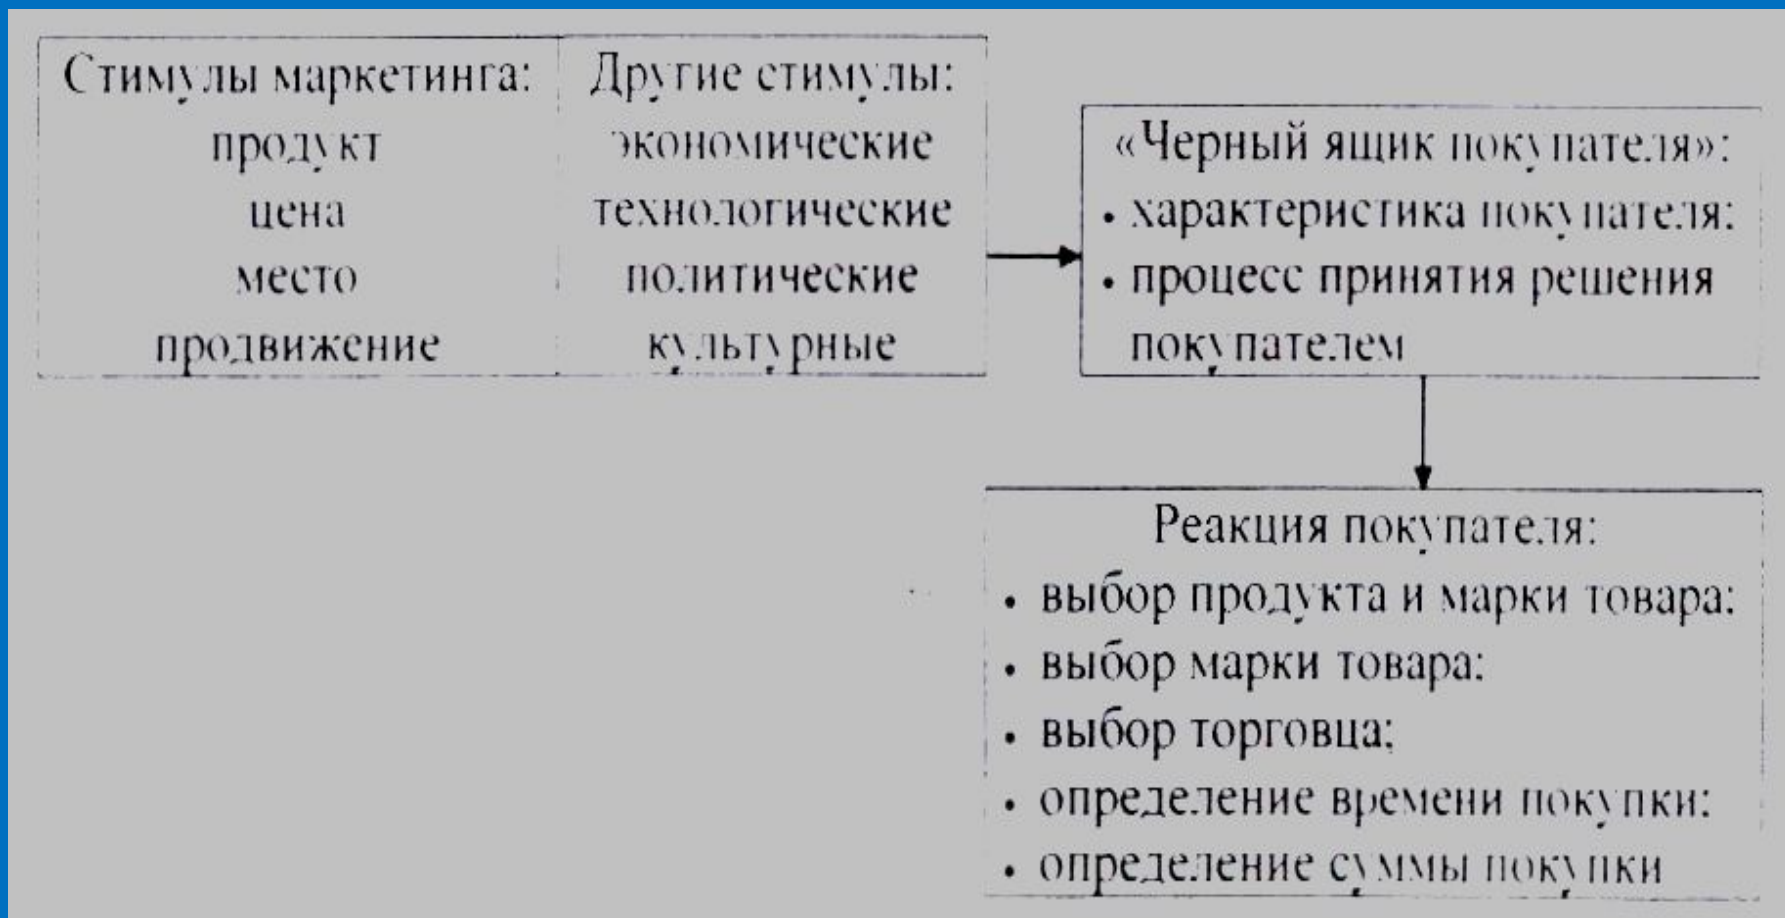 Стимулы маркетинга:
продукт
цена
место
продвижение
Другие стимулы:
экономические
технологические
политические
культурные
«Черный ящик покупателя»:
• характеристика покупателя:
• процесс принятия решения
покупателем
Реакция покупателя:
• выбор продукта и марки товара:
• выбор марки товара;
• выбор торговца;
• определение времени покупки:
• определение суммы покупки